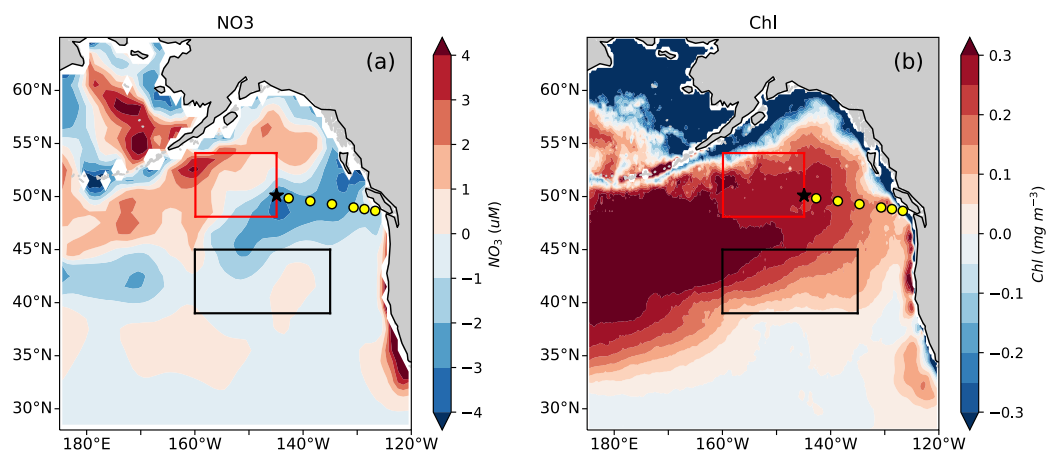 NO3
(a)
60°N
55°N
50°N
45°N
40°N
35°N
30°N
180°E
160°W
140°W
120°W
4
3
2
1
0
−1
−2
−3
−4
NO₃ (uM)
Chl
(b)
60°N
55°N
50°N
45°N
40°N
35°N
30°N
180°E
160°W
140°W
120°W
0.3
0.2
0.1
0.0
−0.1
−0.2
−0.3
Chl (mg m⁻³)